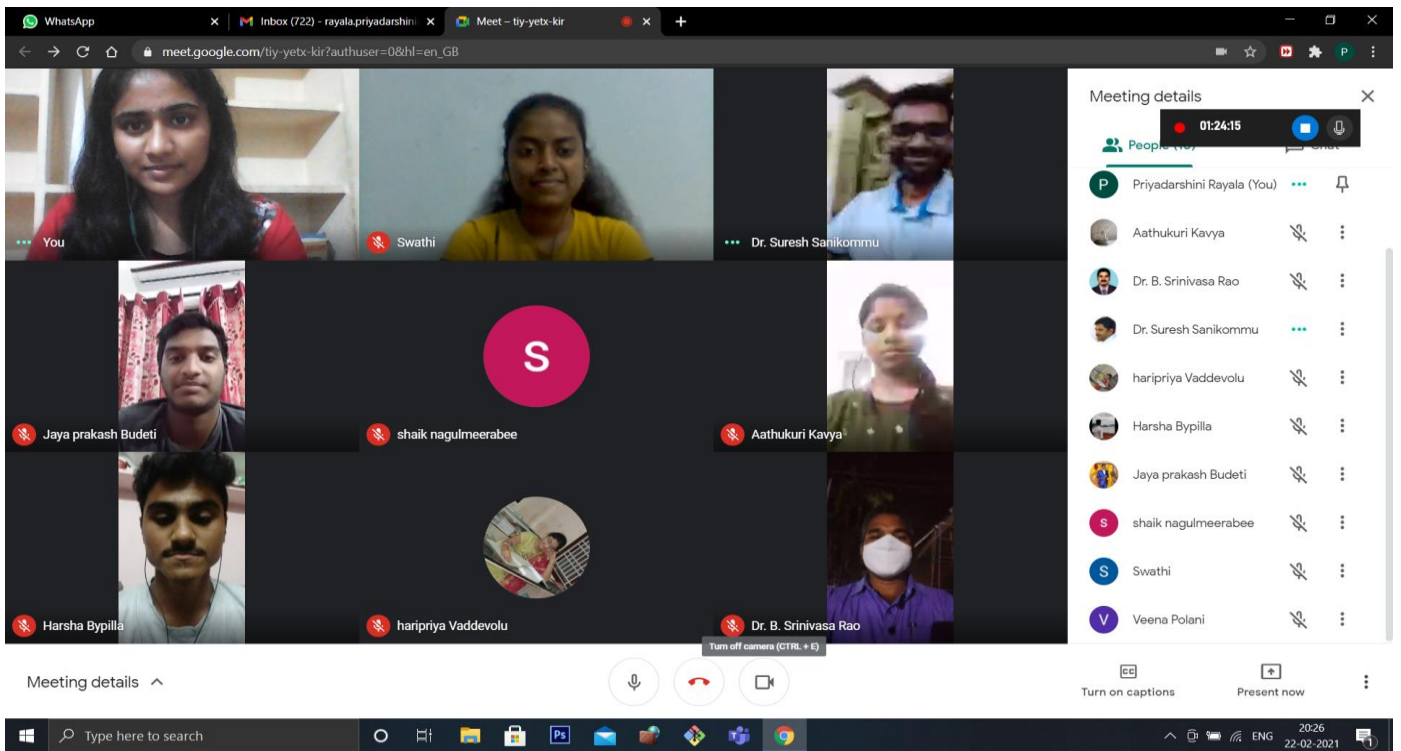 WhatsApp
Inbox (722) - rayala.priyadarshini
Meet – tiy-yetx-kir
meet.google.com/tiy-yetx-kir?authuser=0&hl=en_GB
P
You
Swathi
Dr. Suresh Sanikommu
S
Jaya prakash Budeti
shaik nagulmeerabee
Aathukuri Kavya
Harsha Bypilla
haripriya Vaddevolu
Dr. B. Srinivasa Rao
Turn off camera (CTRL + E)
Meeting details
01:24:15
P Priyadarshini Rayala (You)
Aathukuri Kavya
Dr. B. Srinivasa Rao
Dr. Suresh Sanikommu
haripriya Vaddevolu
Harsha Bypilla
Jaya prakash Budeti
S shaik nagulmeerabee
S Swathi
V Veena Polani
Meeting details
CC
Turn on captions
Present now
Type here to search
Ps
ENG
20:26
22-02-2021
1